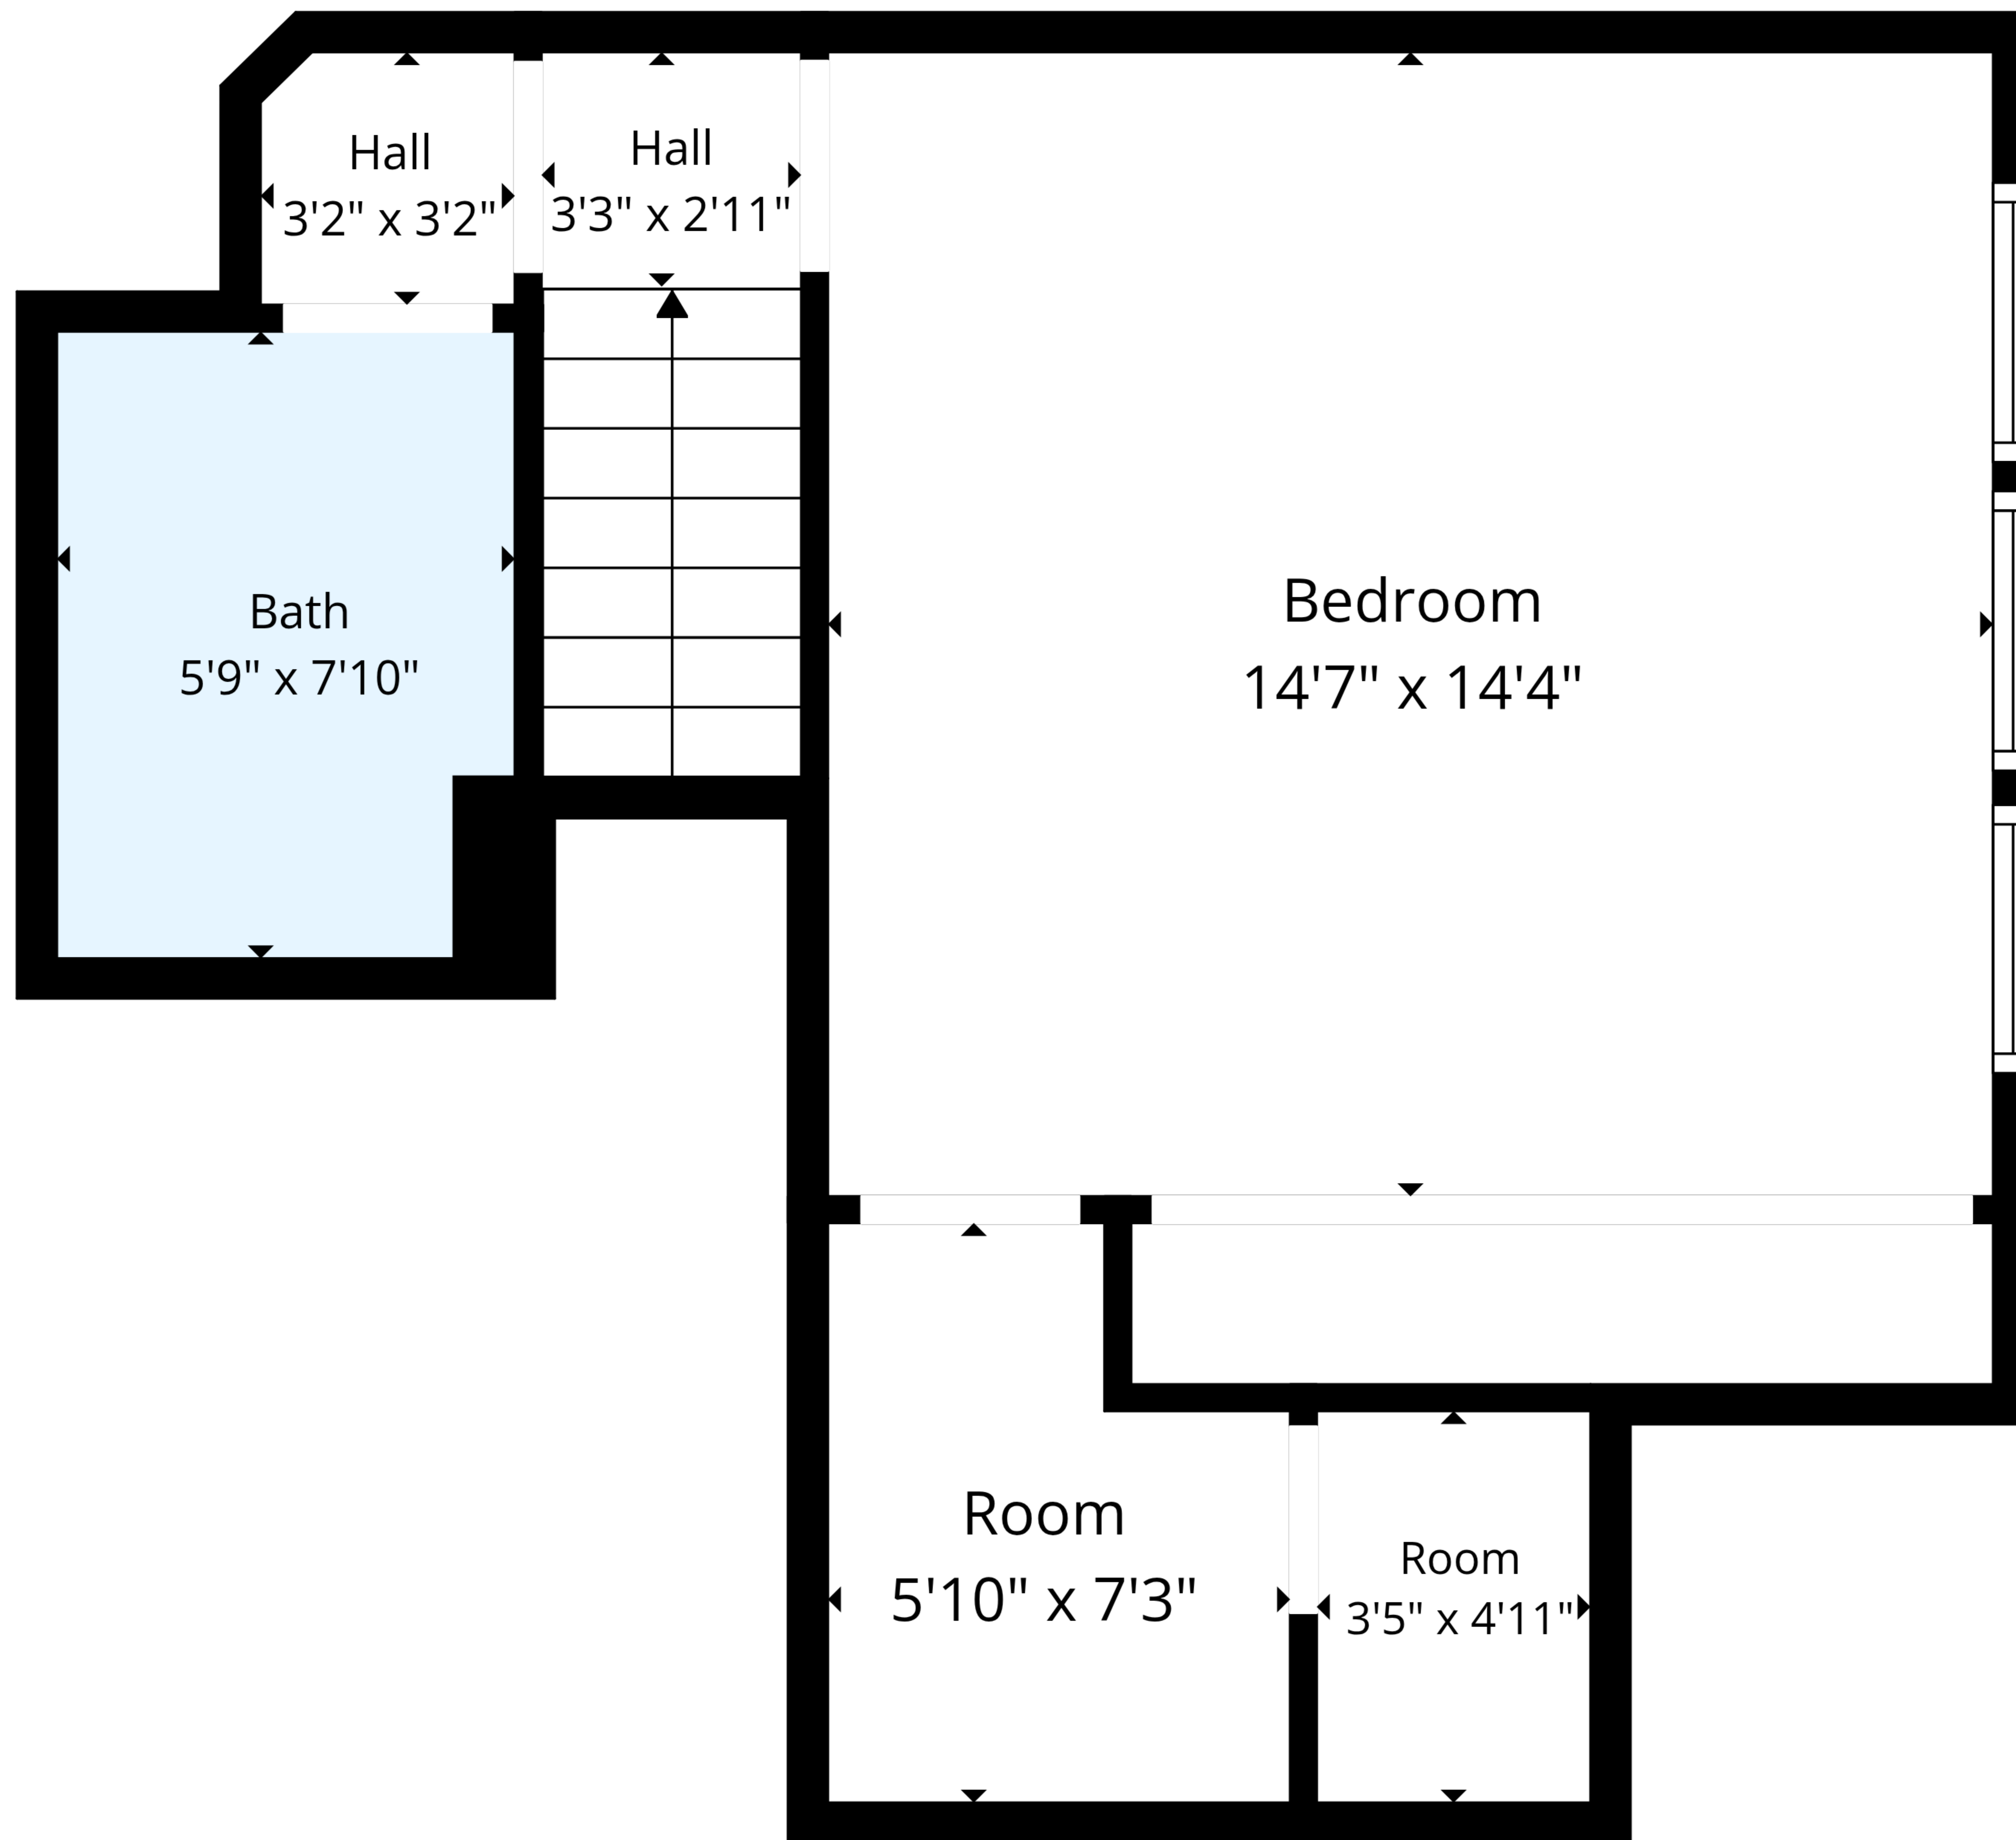 Hall
3'2" x 3'2"
Hall
3'3" x 2'11"
Bath
5'9" x 7'10"
Bedroom
14'7" x 14'4"
Room
5'10" x 7'3"
Room
3'5" x 4'11"